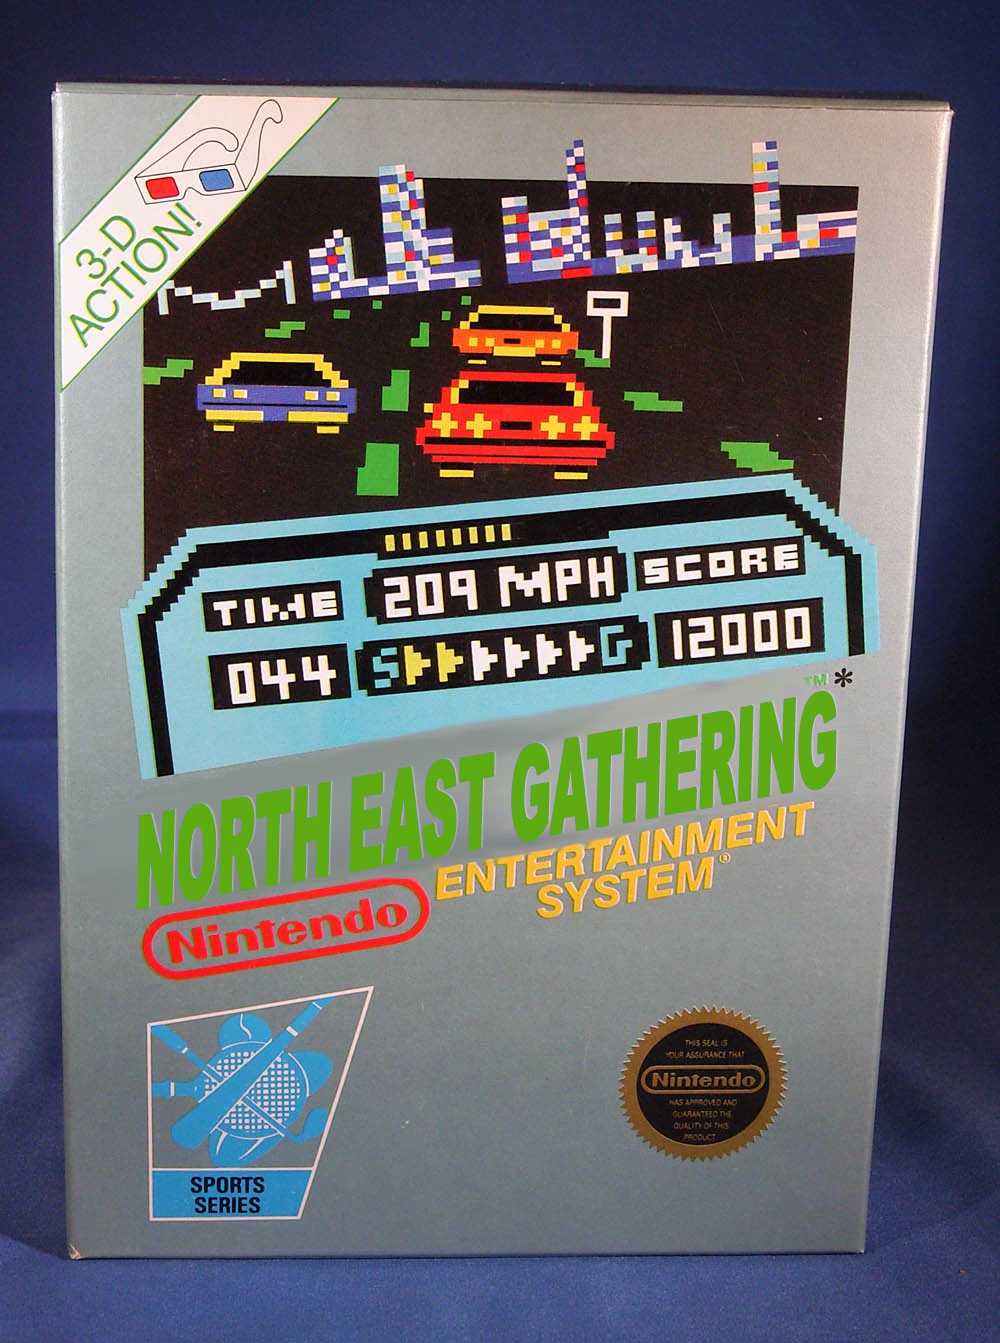 3-D
ACTION!
TIME
209 MPH
SCORE
044
S
G
12000
TM *
NORTH EAST GATHERING
Nintendo
ENTERTAINMENT
SYSTEM®
SPORTS
SERIES
THIS SEAL IS
YOUR ASSURANCE THAT
Nintendo
HAS APPROVED AND
GUARANTEED THE
QUALITY OF THIS
PRODUCT